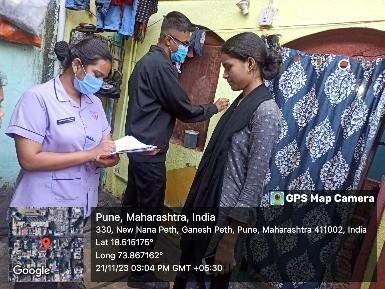 GPS Map Camera
Pune, Maharashtra, India
330, New Nana Peth, Ganesh Peth, Pune, Maharashtra 411002, India
Lat 18.516175°
Long 73.867162°
21/11/23 03:04 PM GMT +05:30
Google